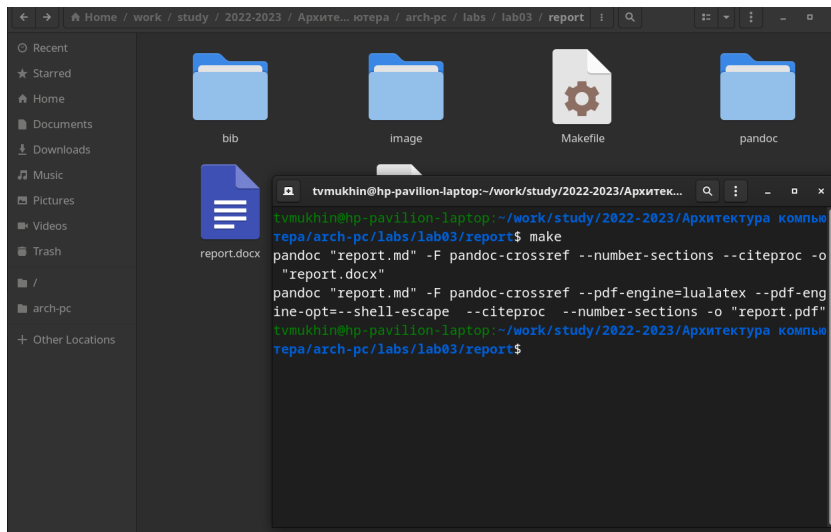 Home / work / study / 2022-2023 / Архите... ютера / arch-pc / labs / lab03 / report
Recent
Starred
Home
Documents
Downloads
Music
Pictures
Videos
Trash
/
arch-pc
Other Locations
bib
image
Makefile
pandoc
report.docx
tvmukhin@hp-pavilion-laptop:~/work/study/2022-2023/Архитек...
tvmukhin@hp-pavilion-laptop:~/work/study/2022-2023/Архитектура компью
тера/arch-pc/labs/lab03/report$ make
pandoc "report.md" -F pandoc-crossref --number-sections --citeproc -o
"report.docx"
pandoc "report.md" -F pandoc-crossref --pdf-engine=lualatex --pdf-eng
ine-opt=--shell-escape  --citeproc  --number-sections -o "report.pdf"
tvmukhin@hp-pavilion-laptop:~/work/study/2022-2023/Архитектура компью
тера/arch-pc/labs/lab03/report$